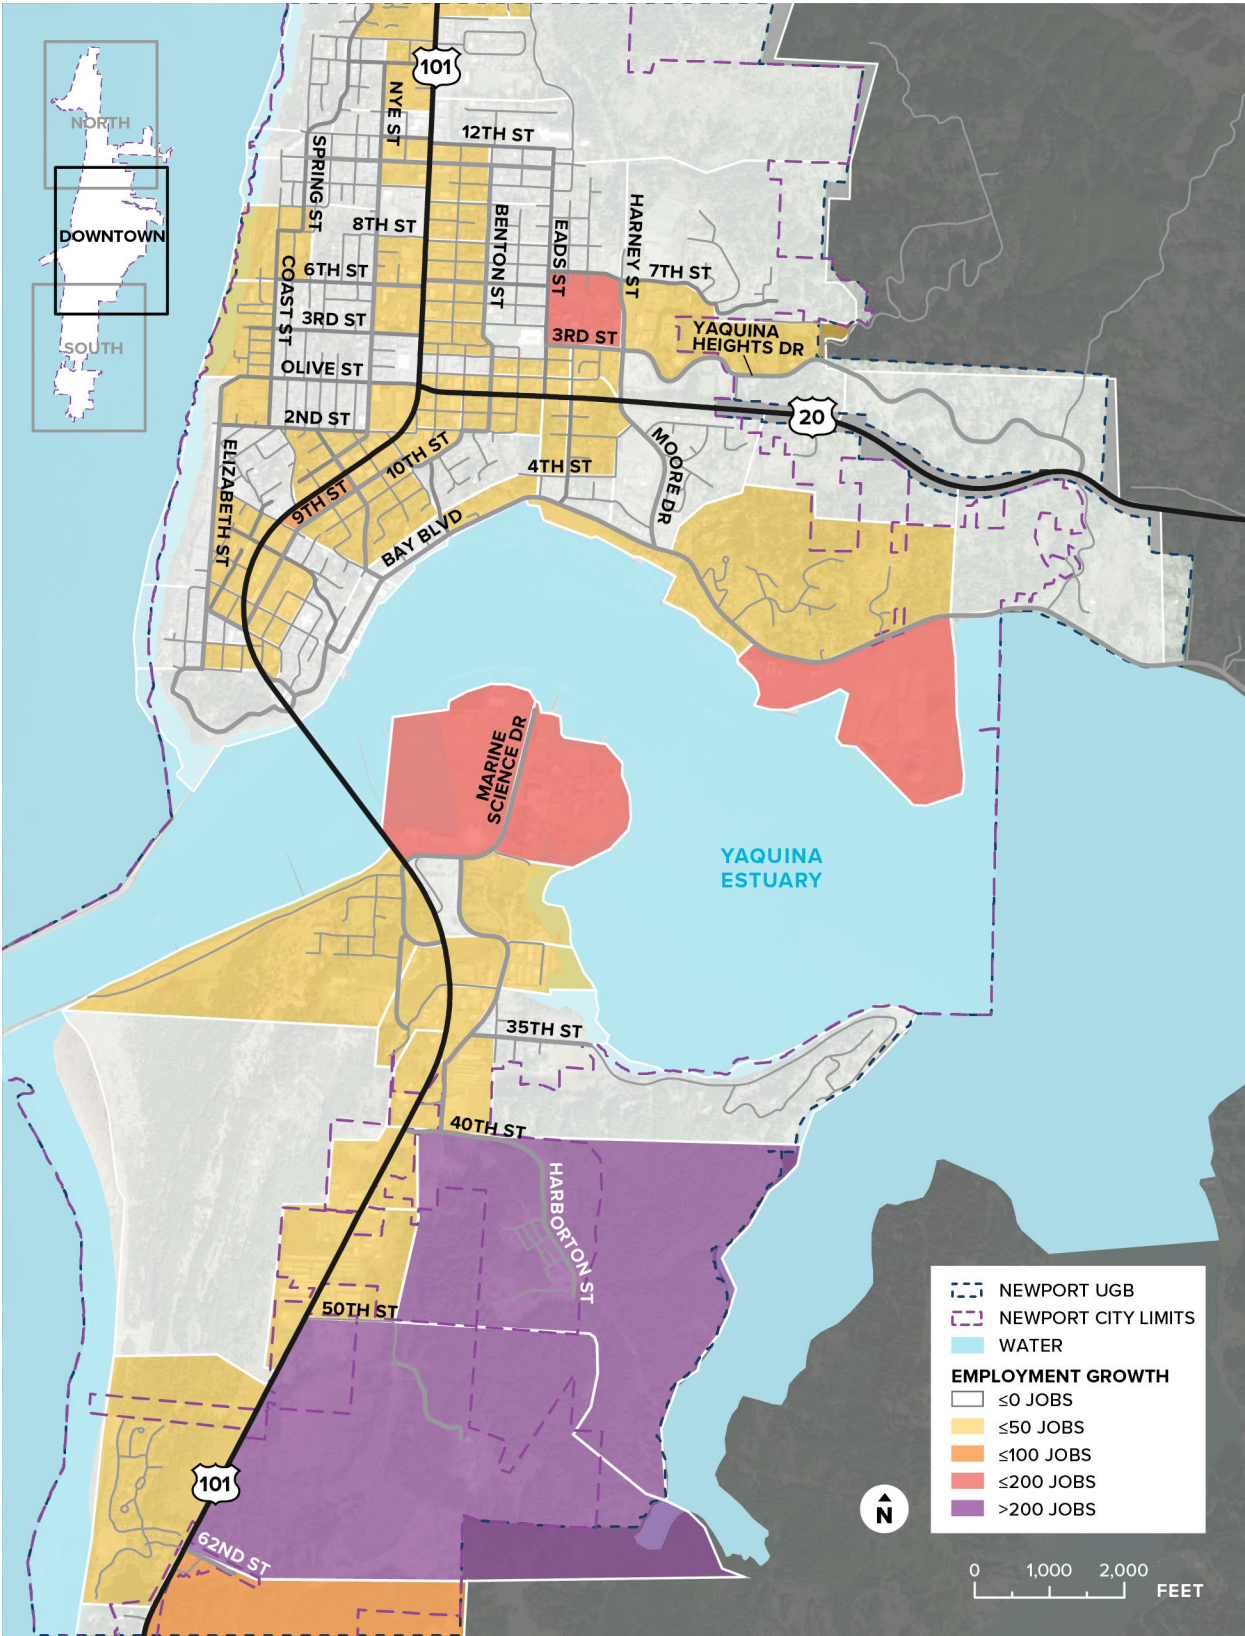 NORTH
DOWNTOWN
SOUTH
101
NYE ST
12TH ST
SPRING ST
8TH ST
BENTON ST
EADS ST
HARNEY ST
COAST ST
6TH ST
7TH ST
3RD ST
3RD ST
YAQUINA
HEIGHTS DR
OLIVE ST
2ND ST
20
ELIZABETH ST
10TH ST
4TH ST
MOORE DR
9TH ST
BAY BLVD
MARINE
SCIENCE DR
YAQUINA
ESTUARY
35TH ST
40TH ST
HARBORTON ST
50TH ST
101
62ND ST
NEWPORT UGB
NEWPORT CITY LIMITS
WATER
EMPLOYMENT GROWTH
≤0 JOBS
≤50 JOBS
≤100 JOBS
≤200 JOBS
>200 JOBS
N
0 1,000 2,000
FEET